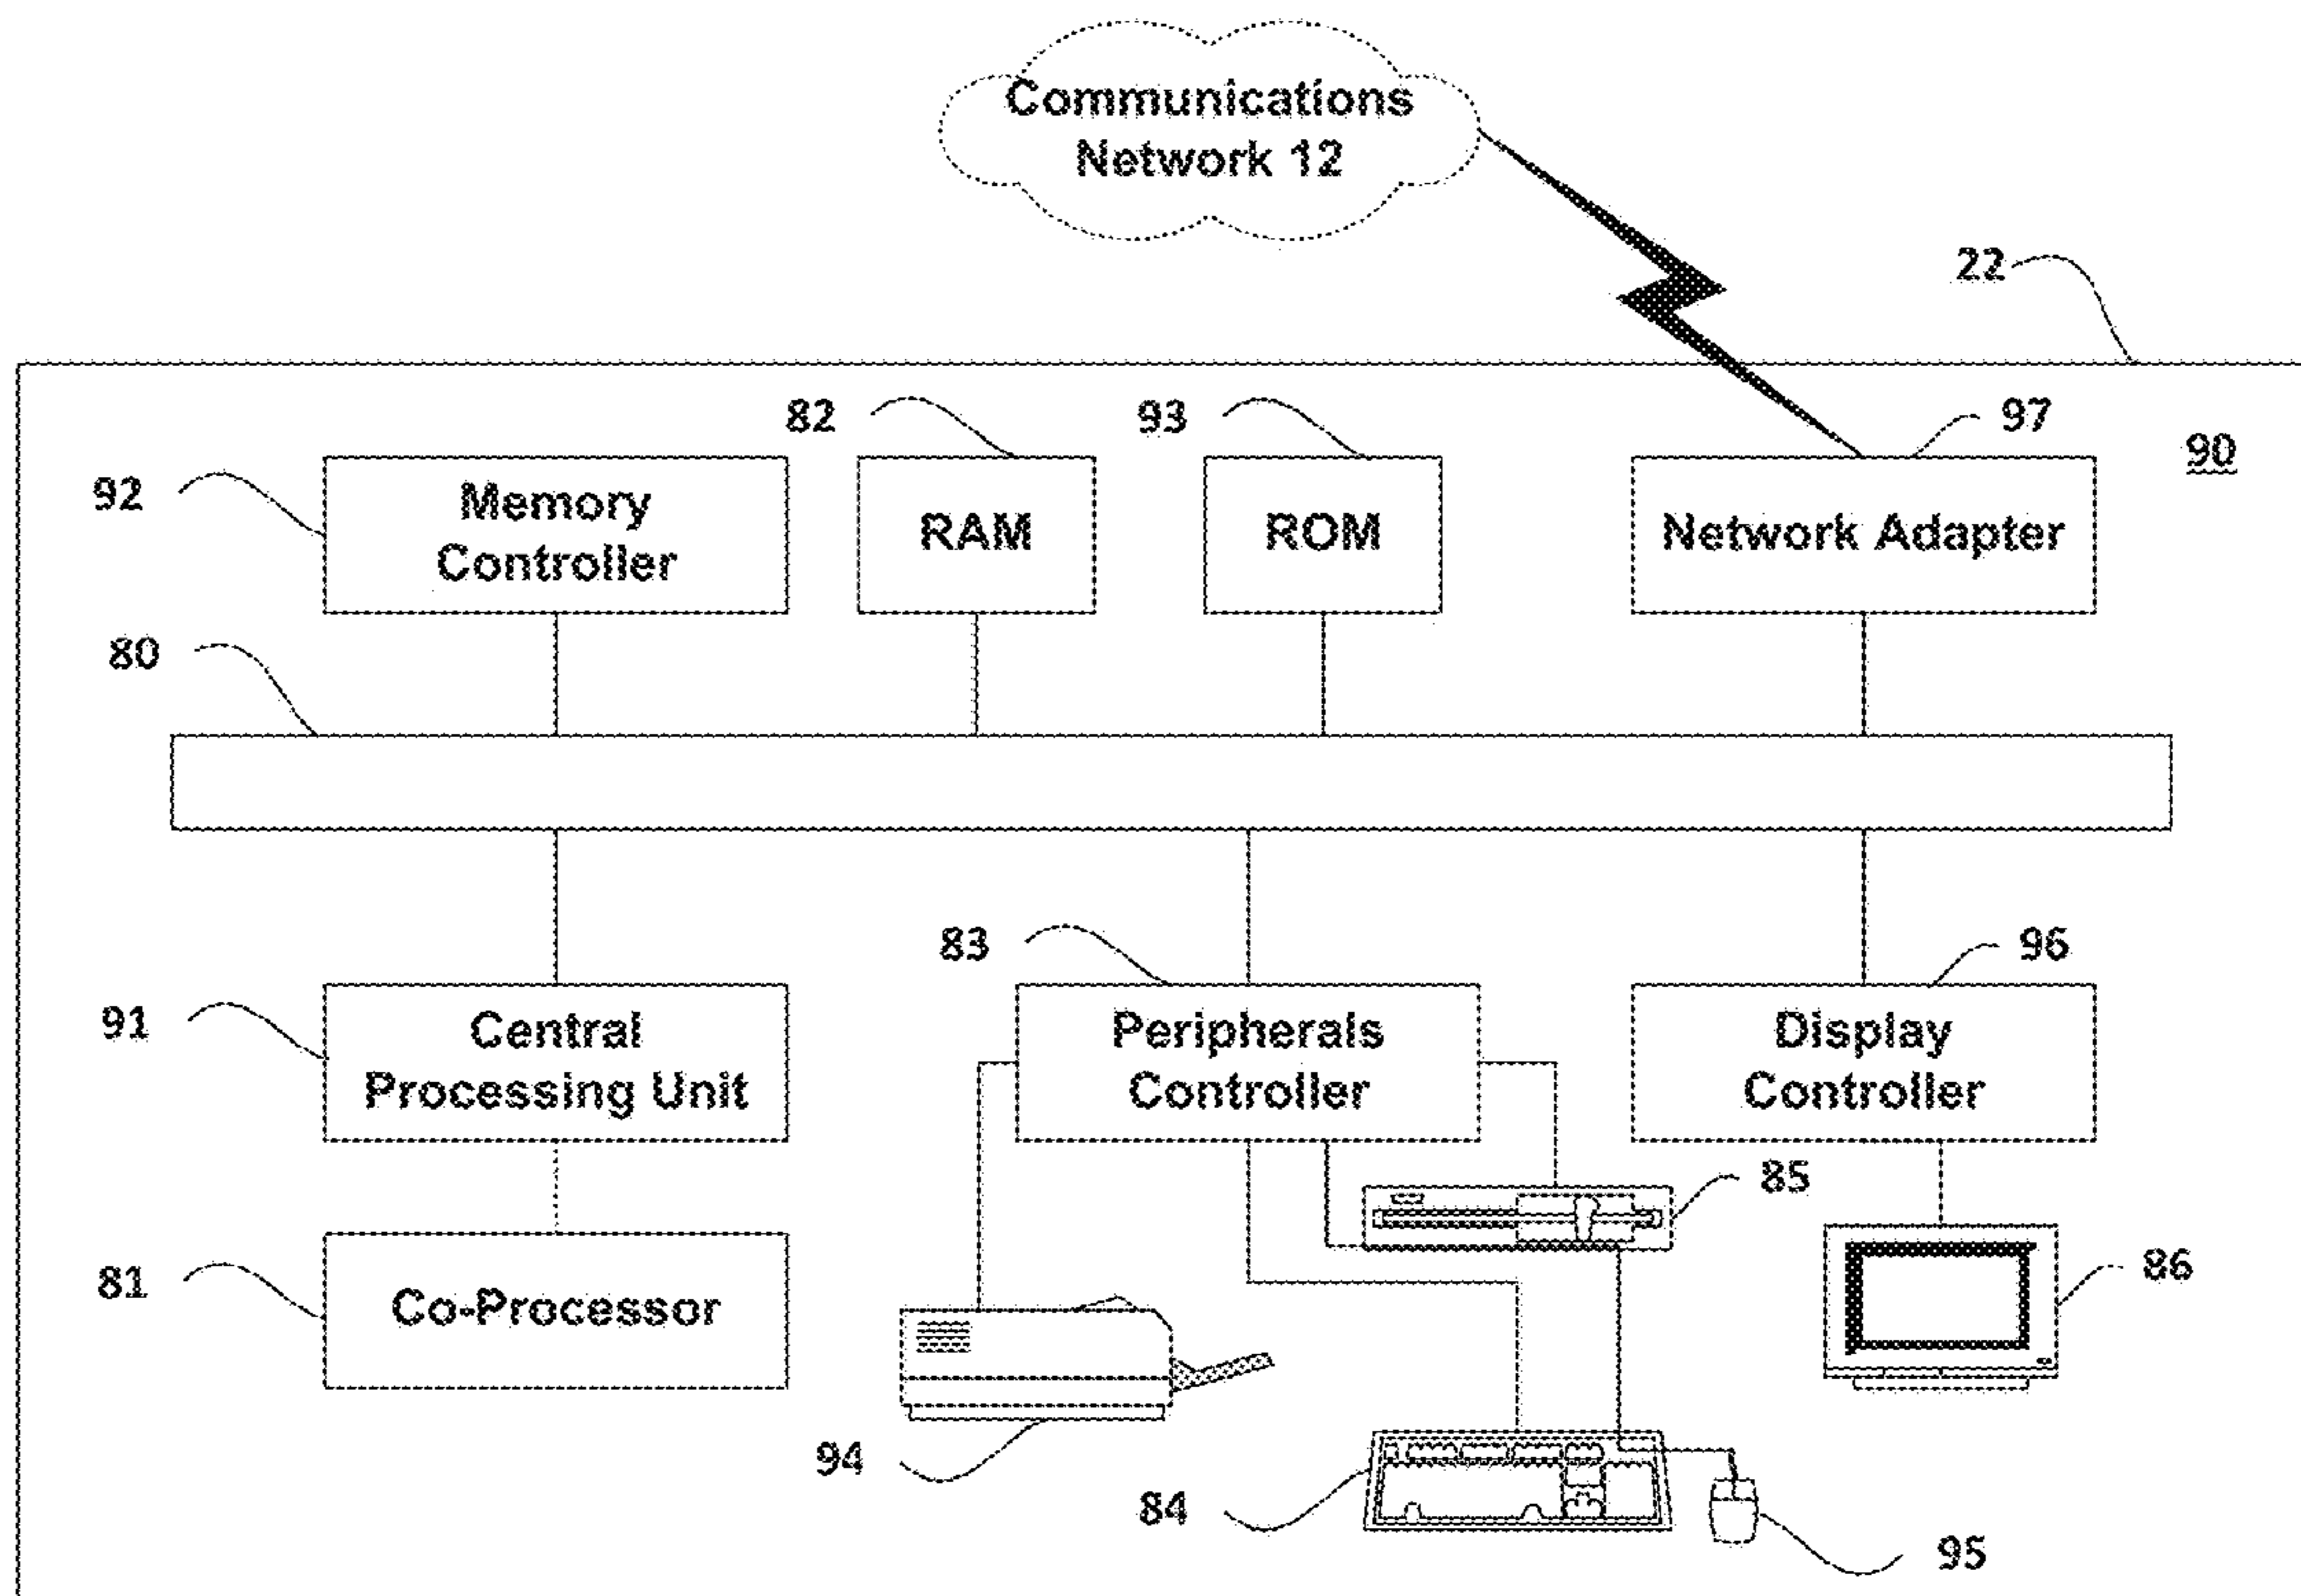 Communications
Network 12
22
82
93
97
90
92
Memory
Controller
RAM
ROM
Network Adapter
80
83
96
91
Central
Processing Unit
Peripherals
Controller
Display
Controller
85
81
Co-Processor
86
94
84
95